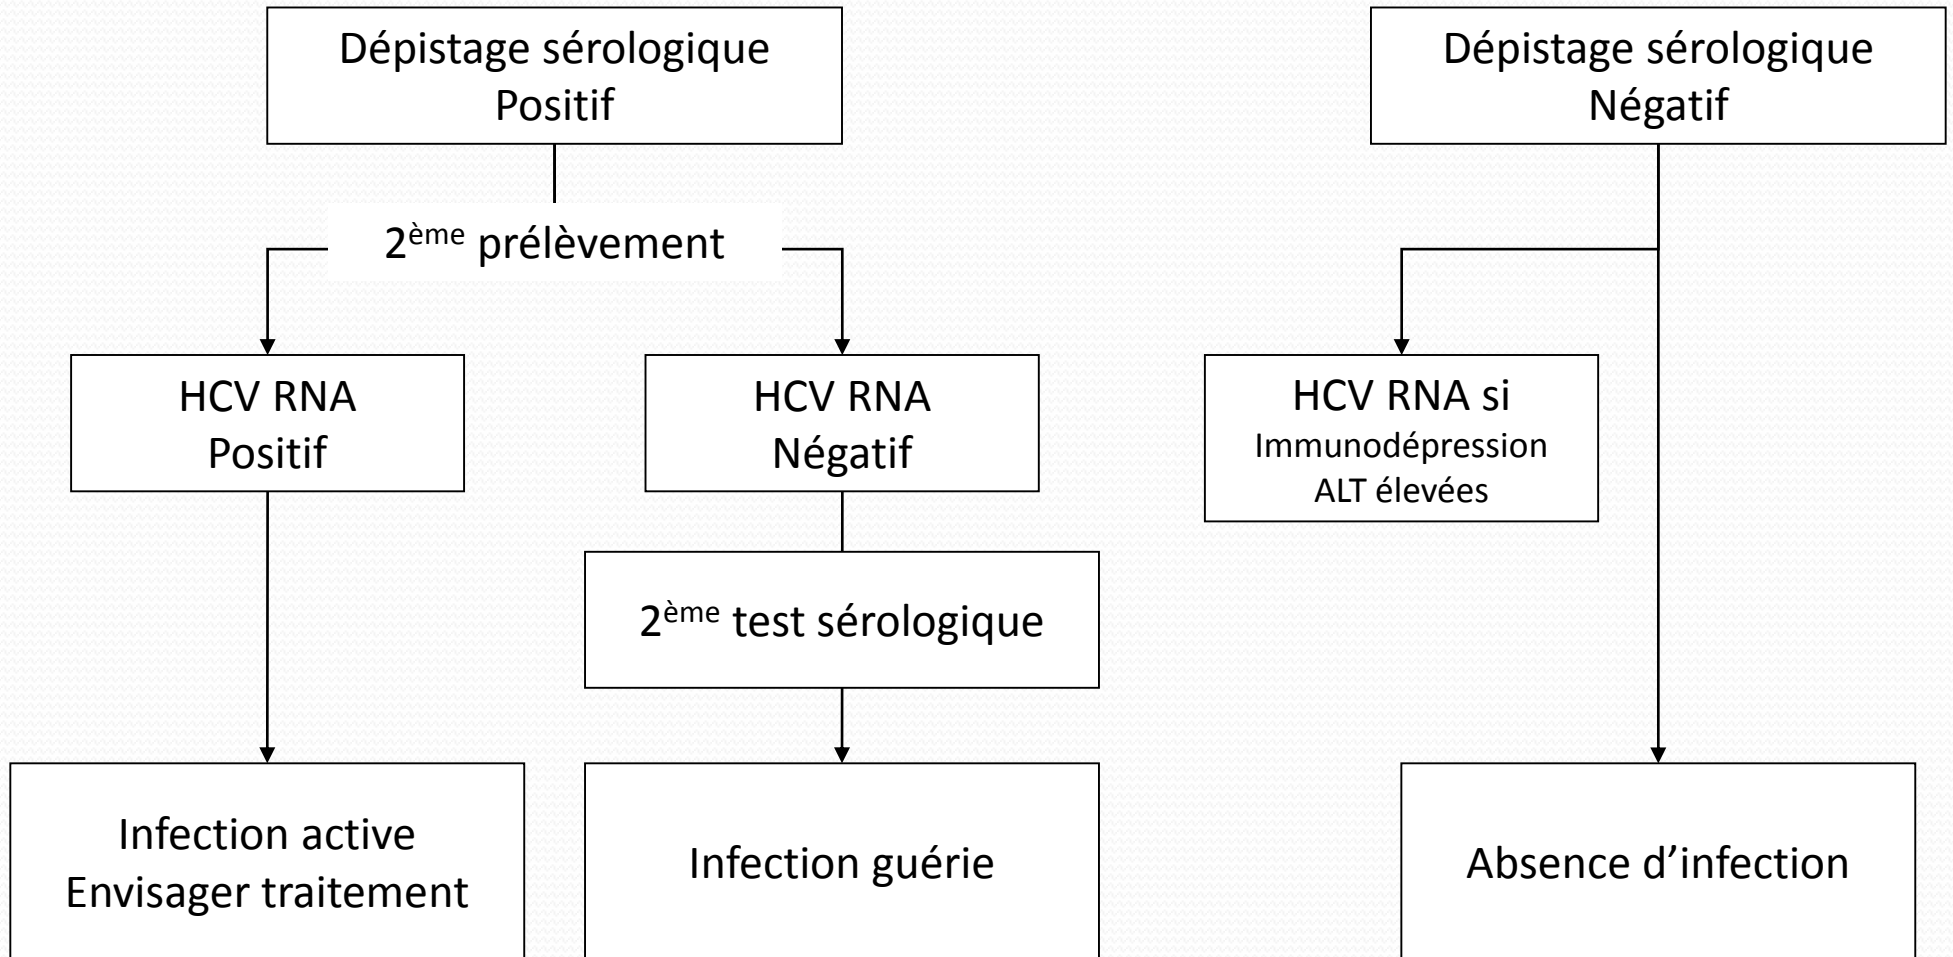 Dépistage sérologique
Positif
Dépistage sérologique
Négatif
2ème prélèvement
HCV RNA
Positif
HCV RNA
Négatif
HCV RNA si
Immunodépression
ALT élevées
2ème test sérologique
Infection active
Envisager traitement
Infection guérie
Absence d’infection